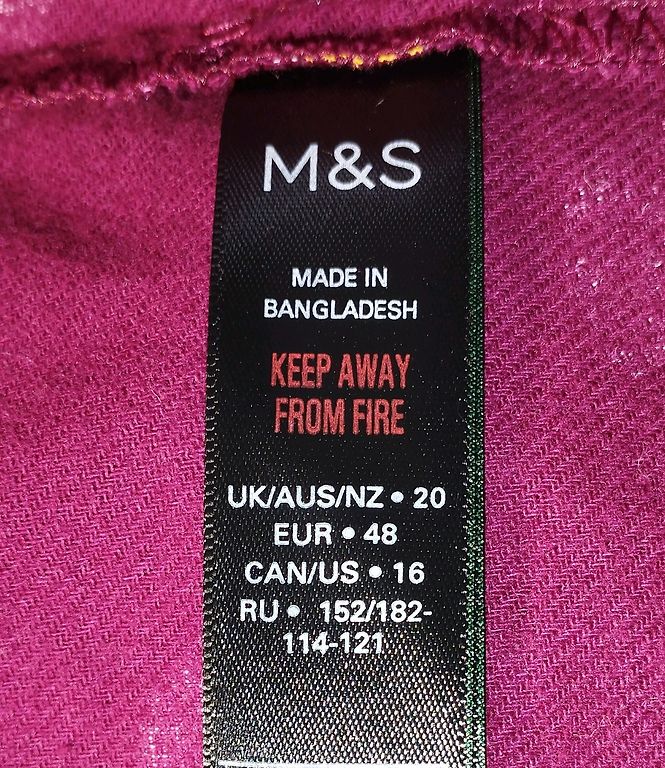 M&S
MADE IN
BANGLADESH
KEEP AWAY
FROM FIRE
UK/AUS/NZ • 20
EUR • 48
CAN/US • 16
RU • 152/182-
114-121